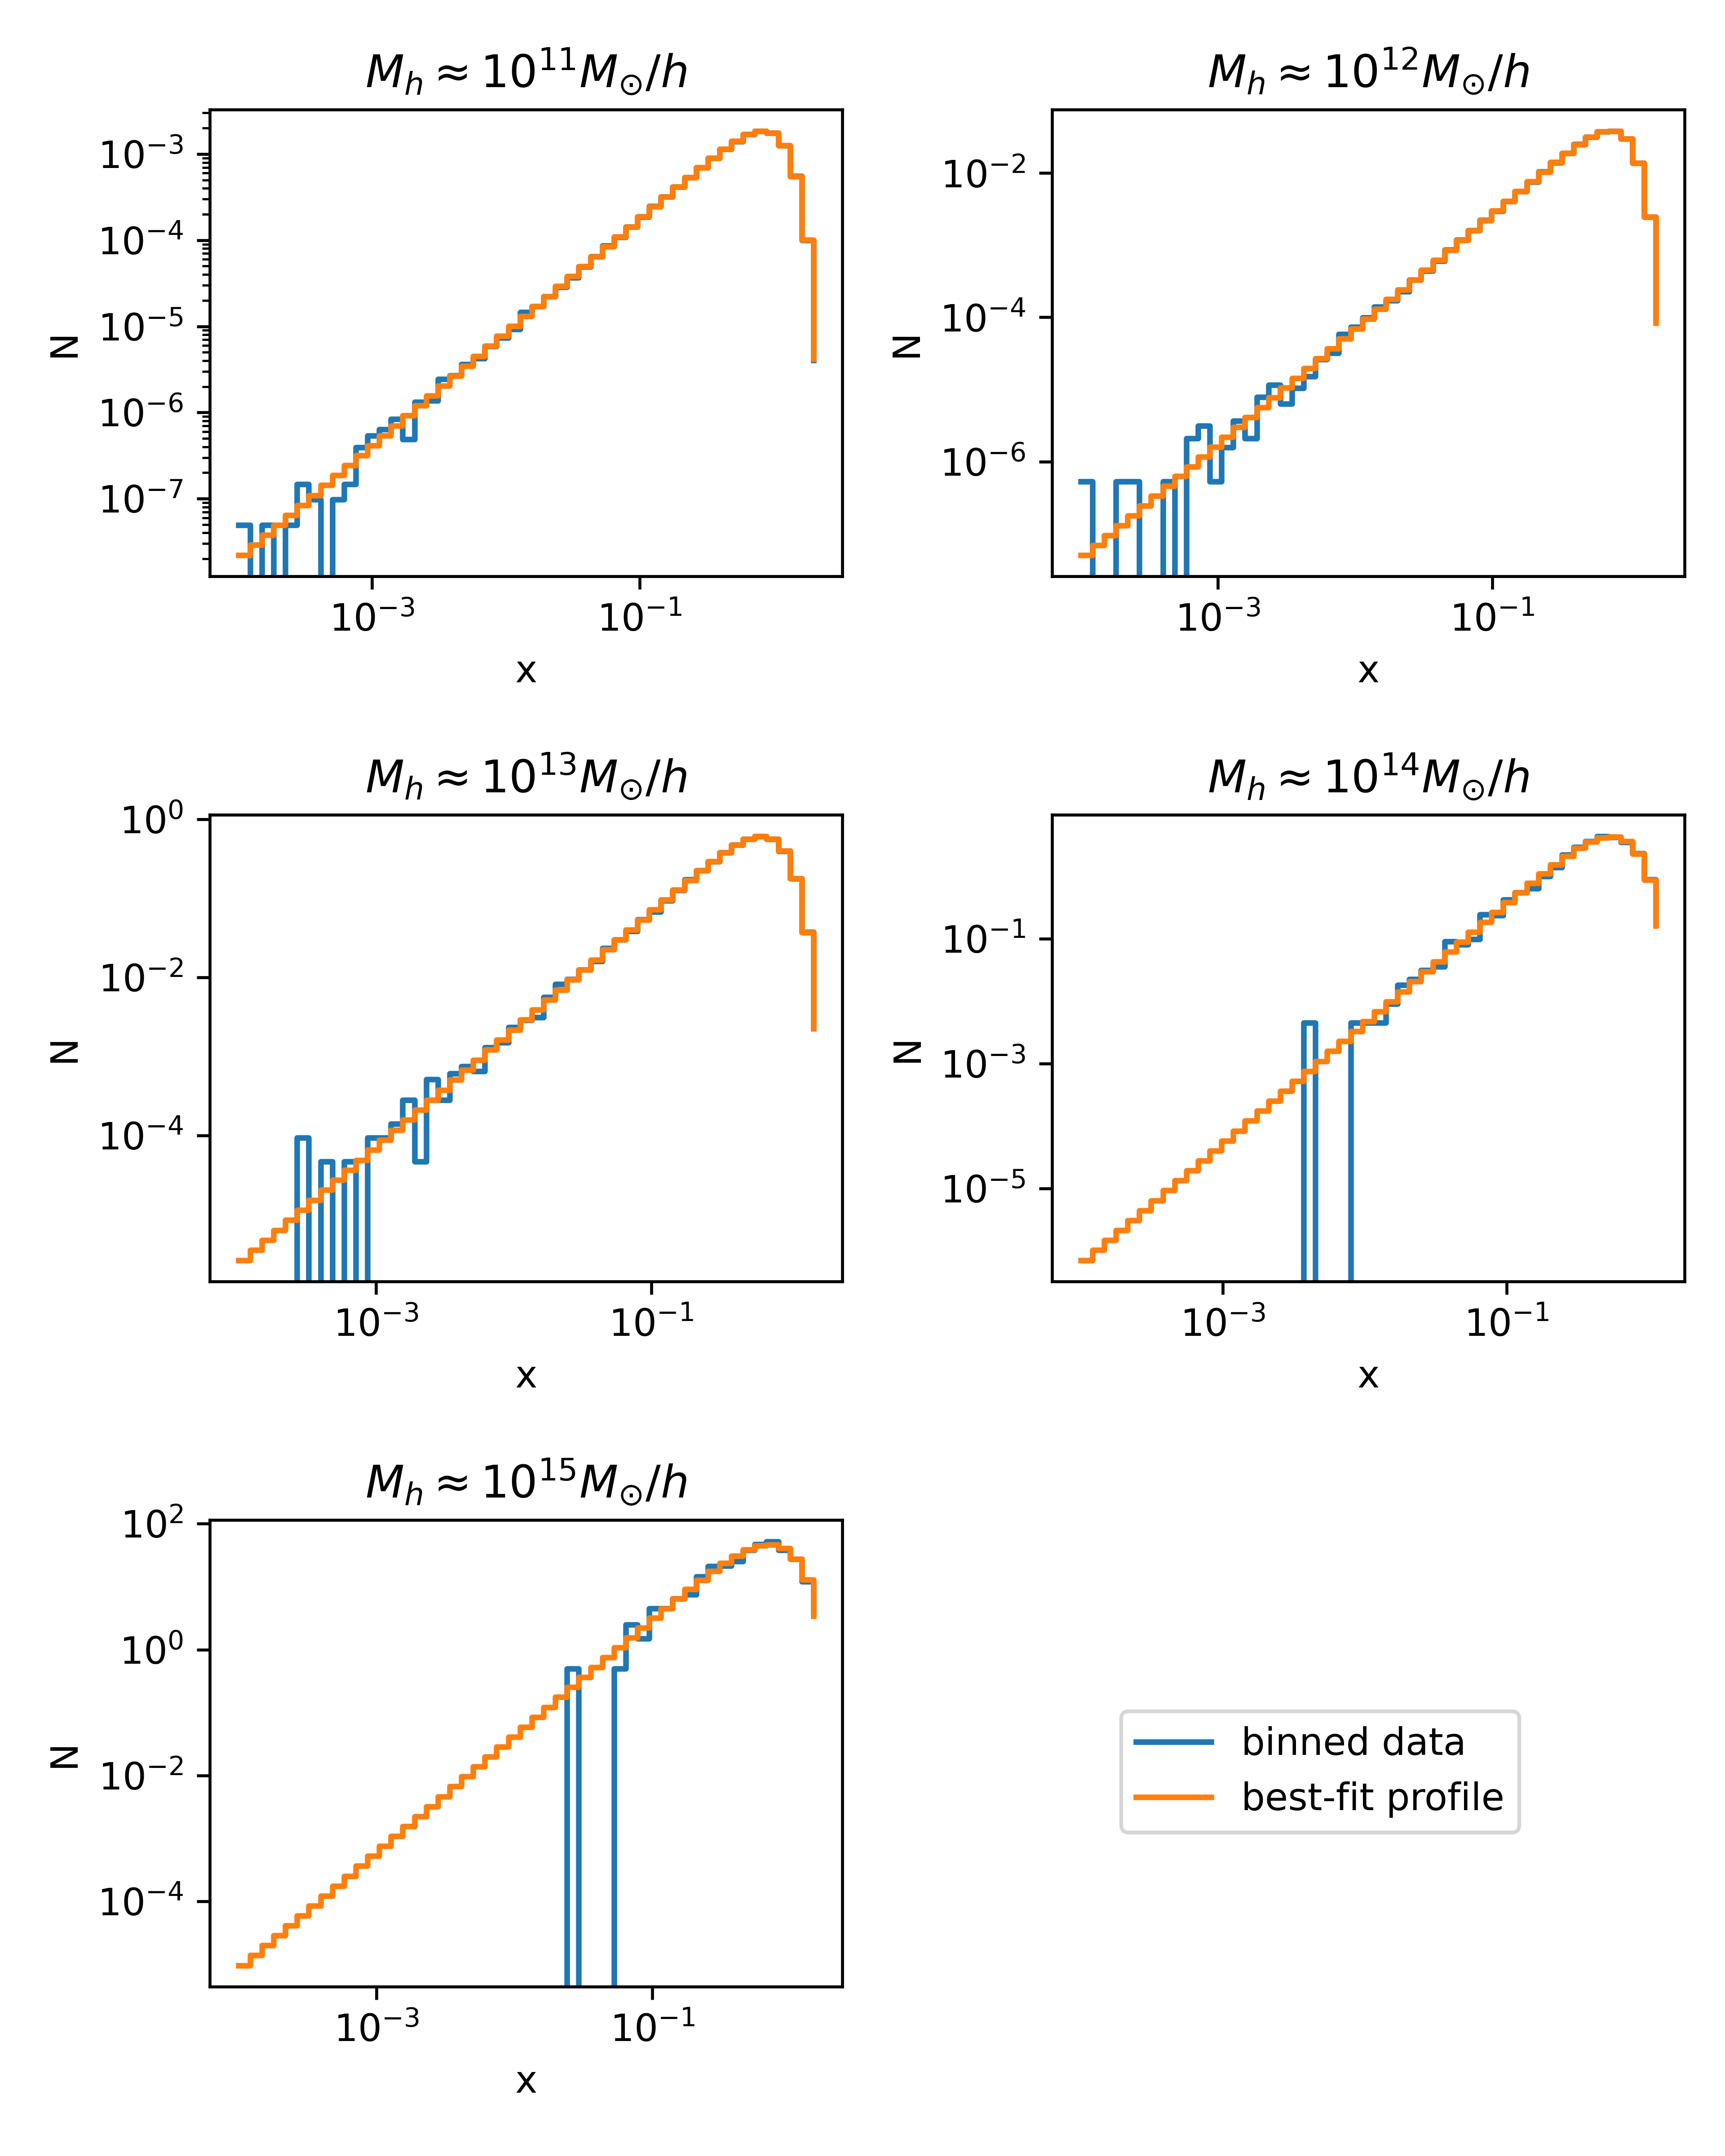 M_h ≈ 10^11 M_⊙/h
N
10^−3
10^−4
10^−5
10^−6
10^−7
10^−3 10^−1
x
M_h ≈ 10^12 M_⊙/h
N
10^−2
10^−4
10^−6
10^−3 10^−1
x
M_h ≈ 10^13 M_⊙/h
N
10^0
10^−2
10^−4
10^−3 10^−1
x
M_h ≈ 10^14 M_⊙/h
N
10^−1
10^−3
10^−5
10^−3 10^−1
x
M_h ≈ 10^15 M_⊙/h
N
10^2
10^0
10^−2
10^−4
10^−3 10^−1
x
binned data
best-fit profile